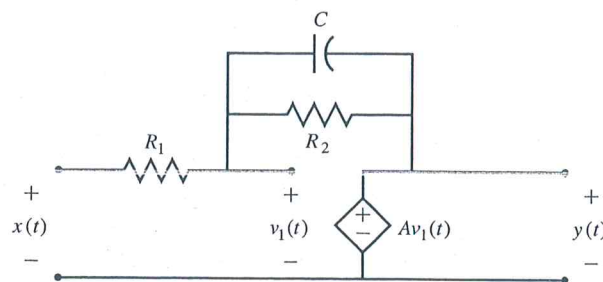 C
R₂
R₁
+ + + +
x(t) v₁(t) − Av₁(t) y(t)
− − −